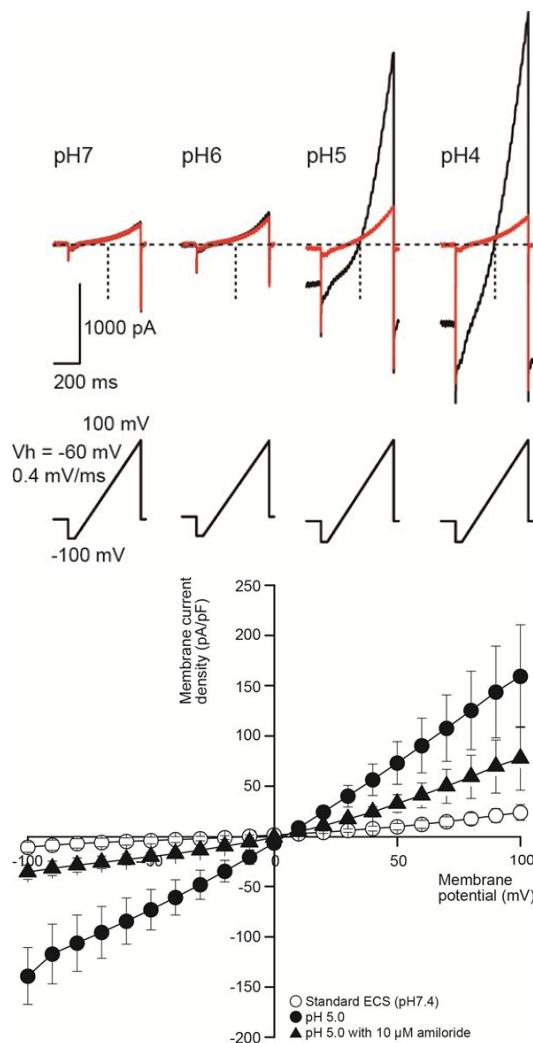 pH7 pH6 pH5 pH4
1000 pA
200 ms
100 mV
Vh = -60 mV
0.4 mV/ms
-100 mV
Membrane current
density (pA/pF)
250
200
150
100
50
-100 -50 0 50 100
Membrane
potential (mV)
-50
-100
-150
-200
Standard ECS (pH7.4)
pH 5.0
pH 5.0 with 10 µM amiloride